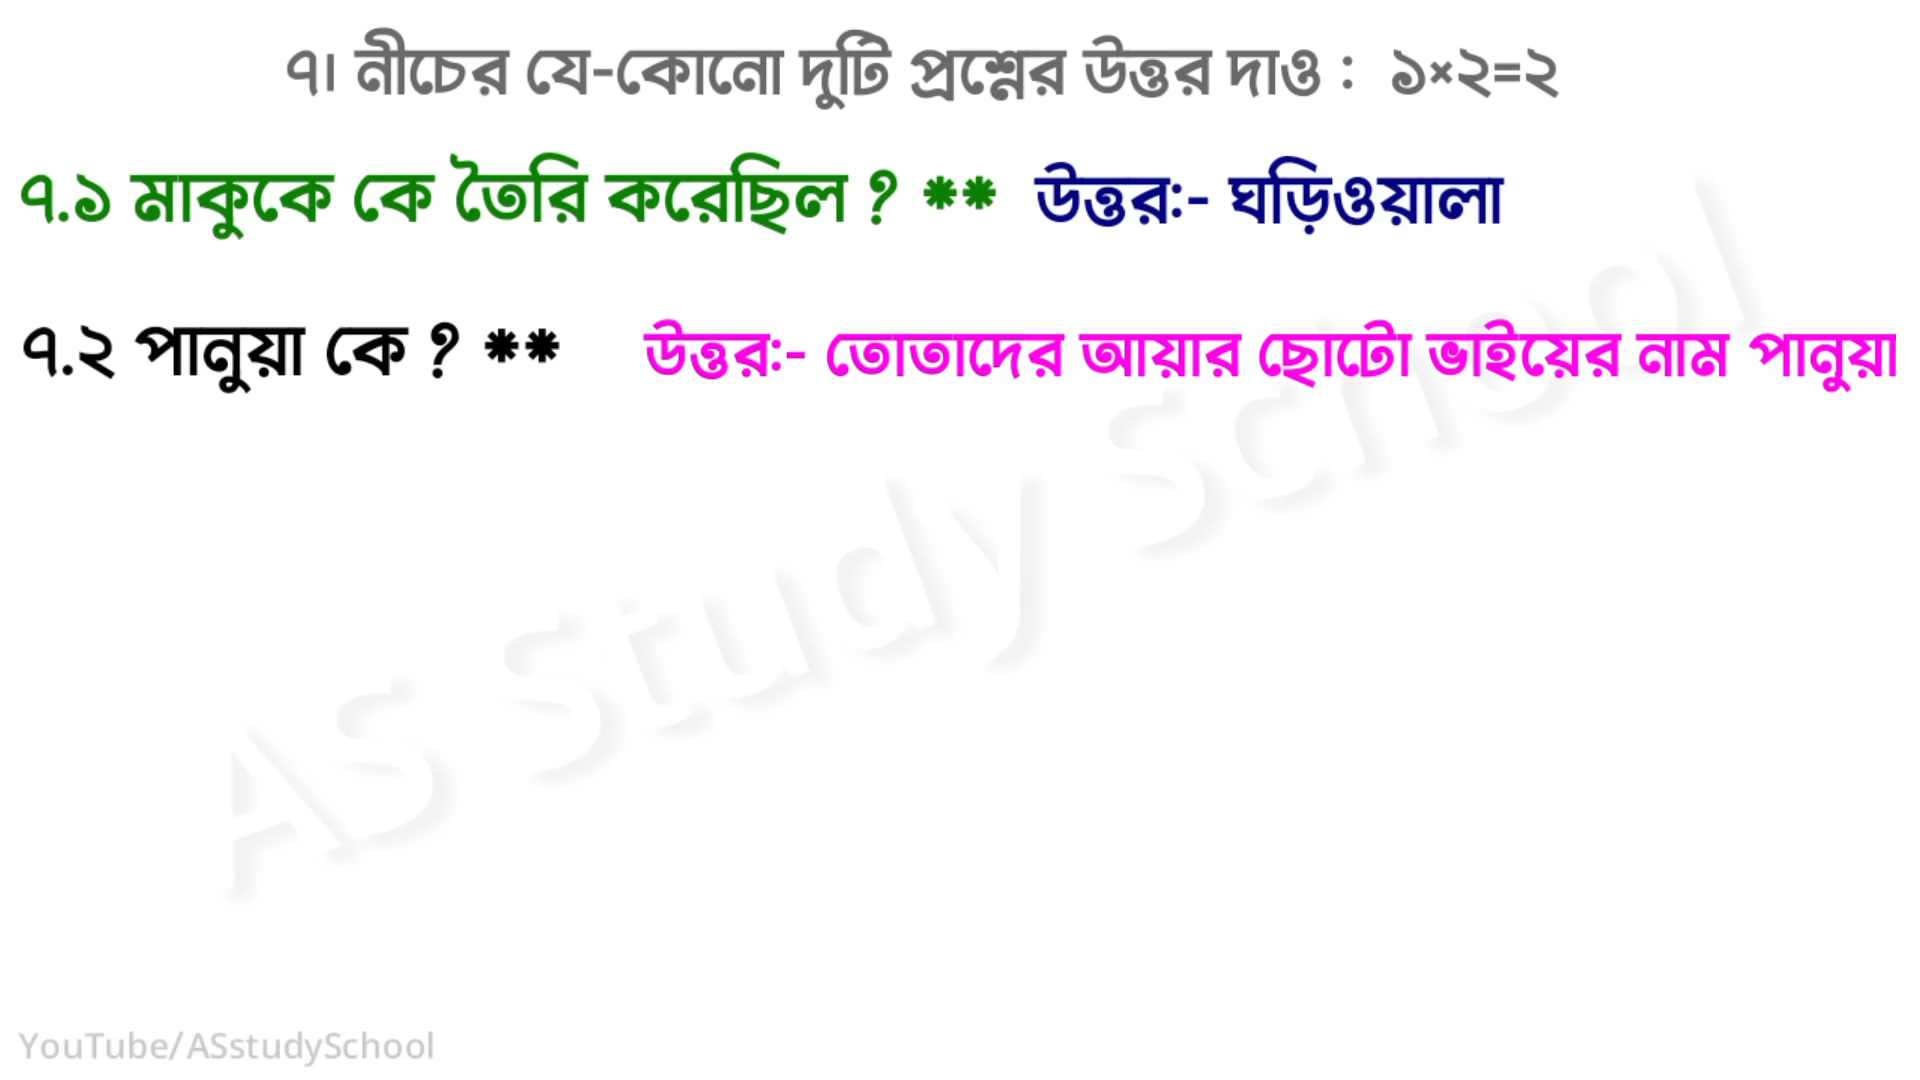 ৭। নীচের যে-কোনো দুটি প্রশ্নের উত্তর দাও : ১×২=২
৭.১ মাকুকে কে তৈরি করেছিল ? ** উত্তর:- ঘড়িওয়ালা
৭.২ পানুয়া কে ? ** উত্তর:- তোতাদের আয়ার ছোটো ভাইয়ের নাম পানুয়া
AS Study School
YouTube/ASstudySchool